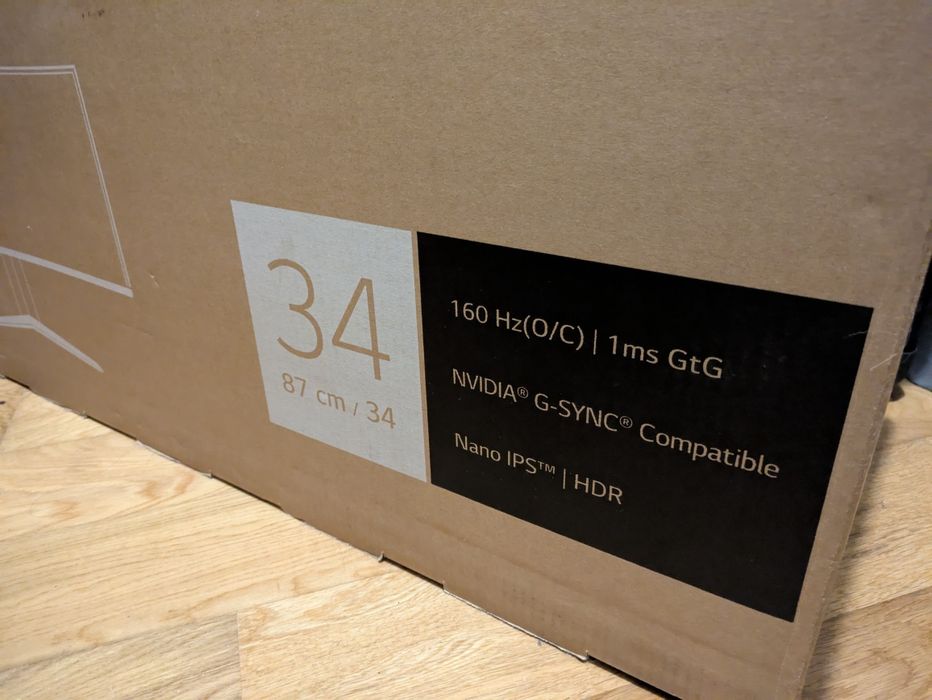 34
87 cm / 34
160 Hz(O/C) | 1ms GtG
NVIDIA® G-SYNC® Compatible
Nano IPS™ | HDR